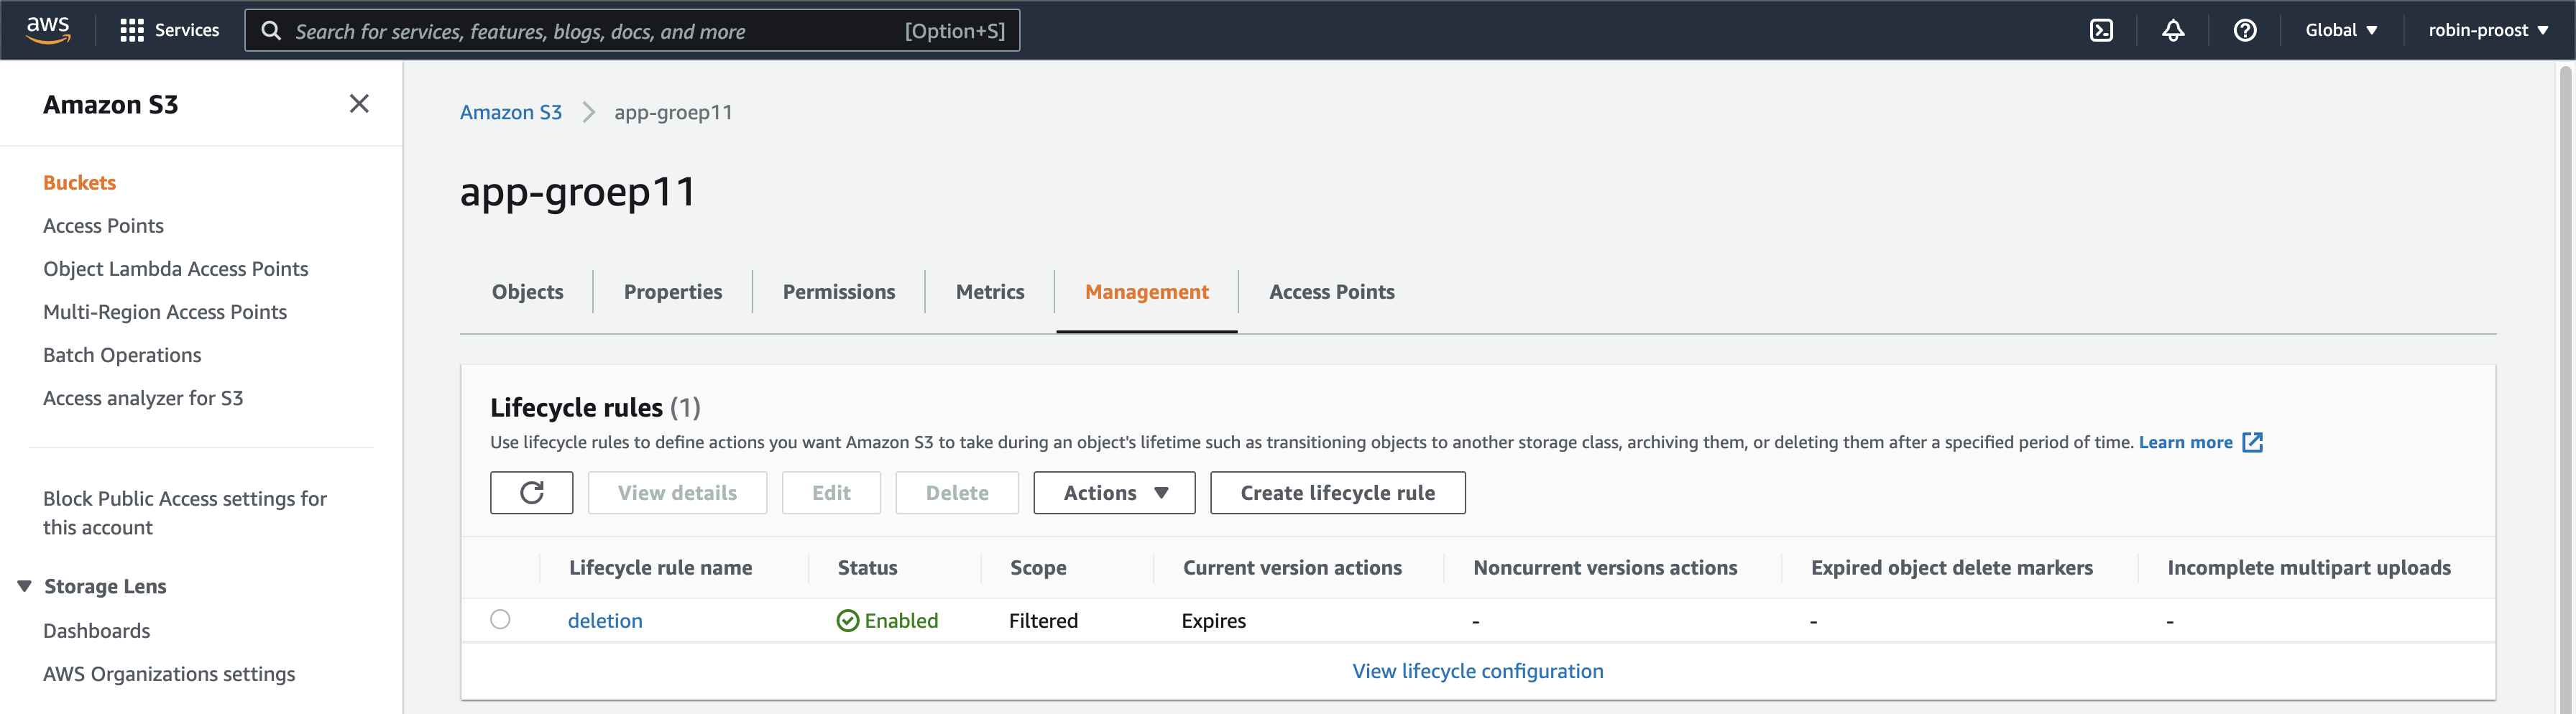 aws
Services
Search for services, features, blogs, docs, and more [Option+S]
Global ▼
robin-proost ▼
Amazon S3
Buckets
Access Points
Object Lambda Access Points
Multi-Region Access Points
Batch Operations
Access analyzer for S3
Block Public Access settings for
this account
▼ Storage Lens
Dashboards
AWS Organizations settings
Amazon S3 > app-groep11
app-groep11
Objects Properties Permissions Metrics Management Access Points
Lifecycle rules (1)
Use lifecycle rules to define actions you want Amazon S3 to take during an object's lifetime such as transitioning objects to another storage class, archiving them, or deleting them after a specified period of time. Learn more
View details Edit Delete Actions ▼ Create lifecycle rule
Lifecycle rule name Status Scope Current version actions Noncurrent versions actions Expired object delete markers Incomplete multipart uploads
deletion Enabled Filtered Expires - - -
View lifecycle configuration